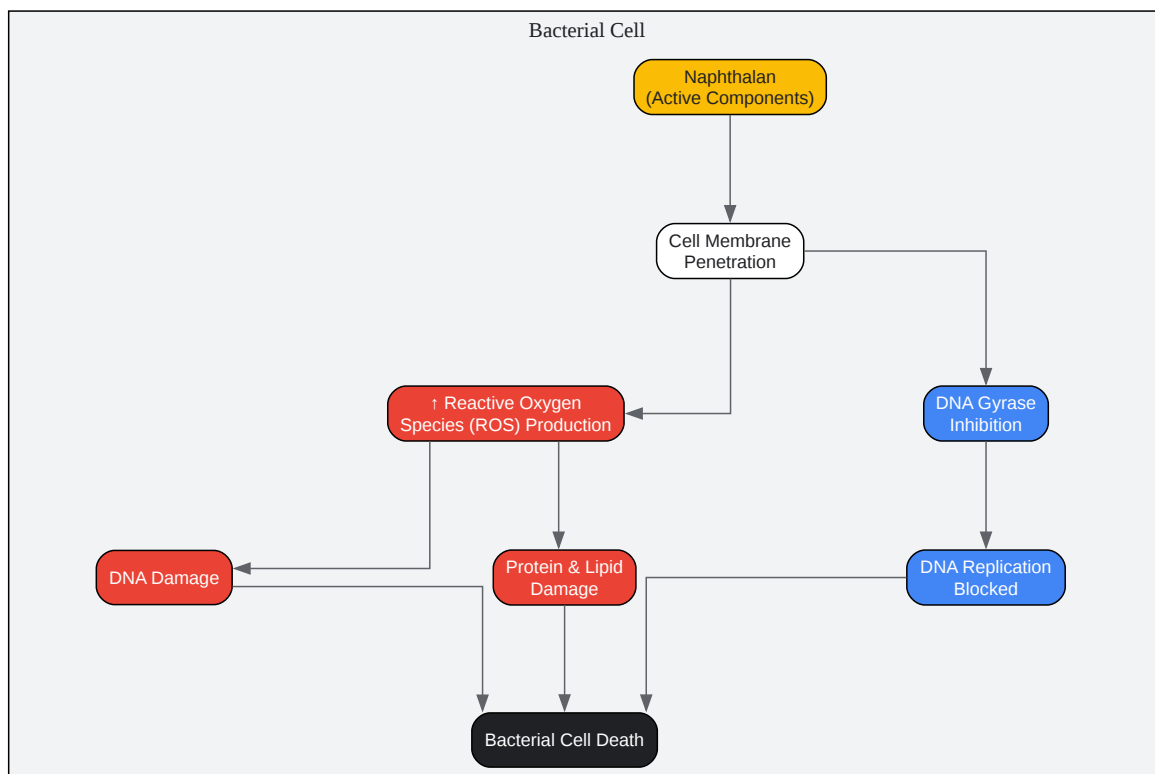 Bacterial Cell
Naphthalan
(Active Components)
Cell Membrane
Penetration
↑ Reactive Oxygen
Species (ROS) Production
DNA Gyrase
Inhibition
DNA Damage
Protein & Lipid
Damage
DNA Replication
Blocked
Bacterial Cell Death